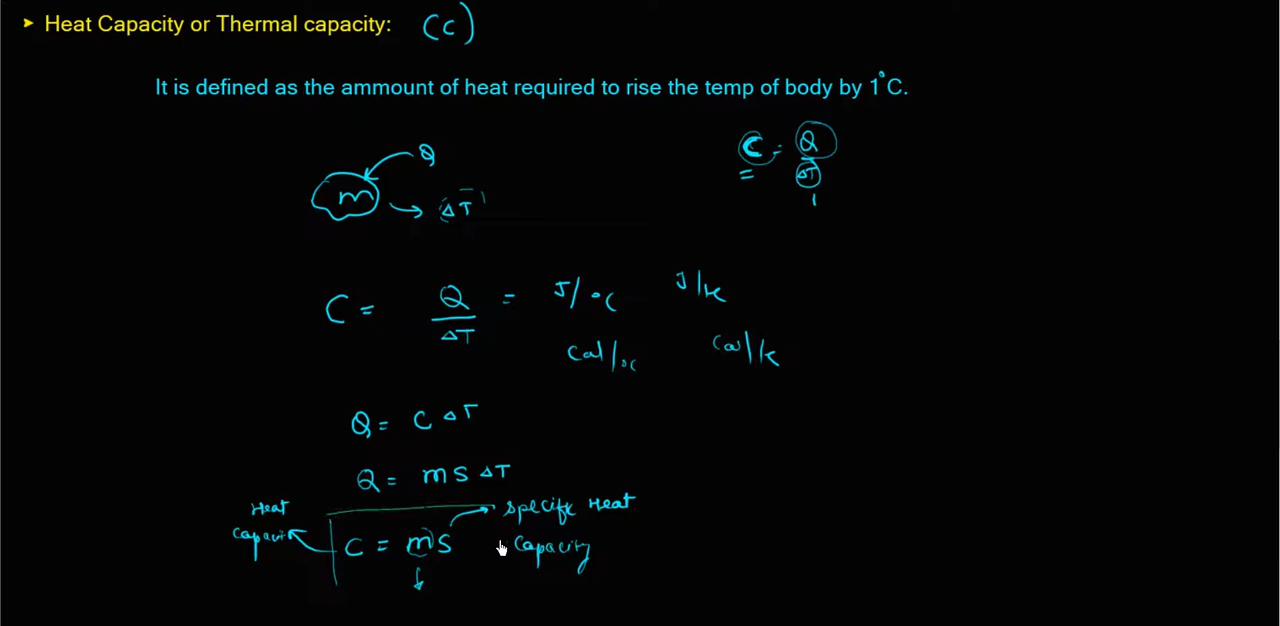 ➤ Heat Capacity or Thermal capacity: (C)
It is defined as the ammount of heat required to rise the temp of body by 1°C.
C = Q/ΔT
1
Q
m
ΔT
C = Q/ΔT = J/°C J/K
Cal/°C Cal/K
Q = C ΔT
Q = m s ΔT
Heat
Capacity
Specific Heat
Capacity
C = m s